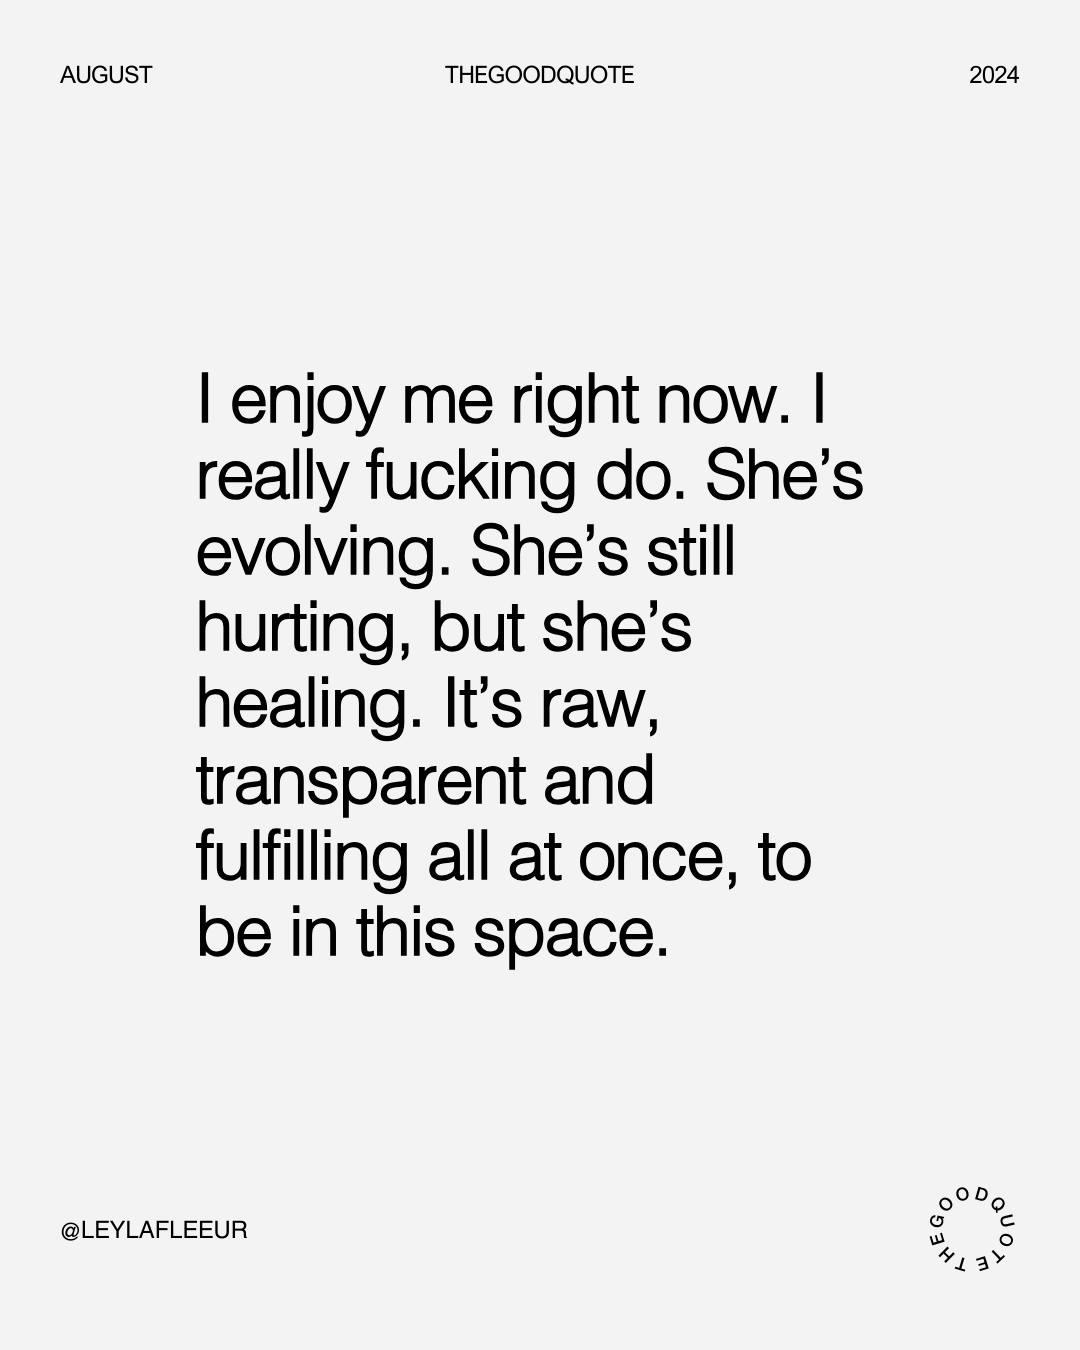 AUGUST THEGOODQUOTE 2024
I enjoy me right now. I
really fucking do. She’s
evolving. She’s still
hurting, but she’s
healing. It’s raw,
transparent and
fulfilling all at once, to
be in this space.
@LEYLAFLEEUR
THEGOODQUOTE